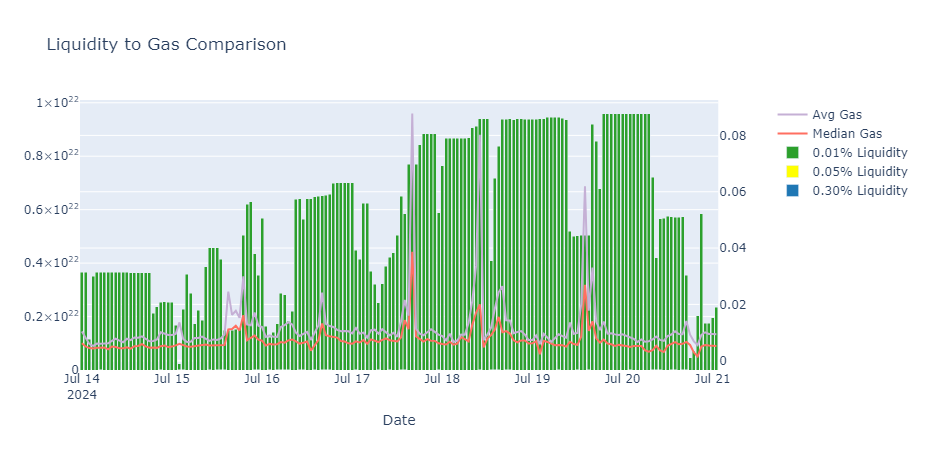 Liquidity to Gas Comparison
1×10²²
0.8×10²²
0.6×10²²
0.4×10²²
0.2×10²²
0
0.08
0.06
0.04
0.02
0
Jul 14
2024
Jul 15
Jul 16
Jul 17
Jul 18
Jul 19
Jul 20
Jul 21
Date
Avg Gas
Median Gas
0.01% Liquidity
0.05% Liquidity
0.30% Liquidity